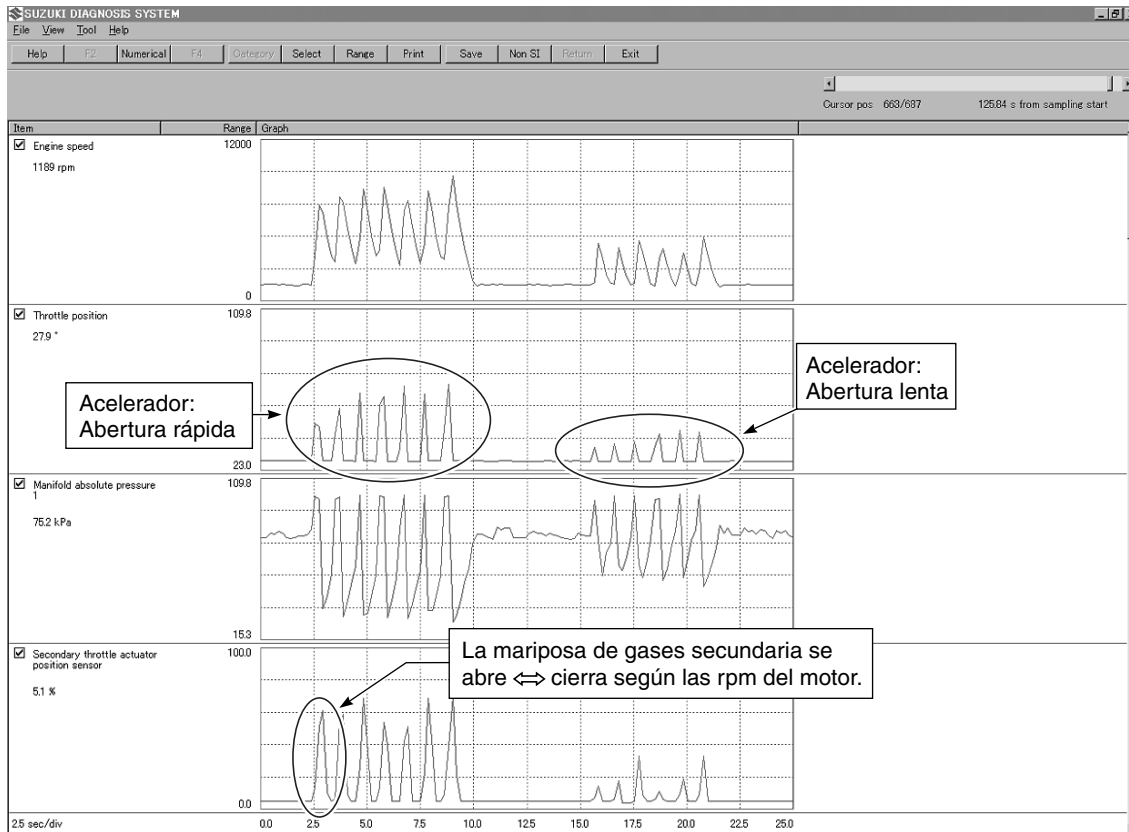 SUZUKI DIAGNOSIS SYSTEM
File View Tool Help
Help F2 Numerical F4 Category Select Range Print Save Non SI Return Exit
Cursor pos 663/687 125.84 s from sampling start
Item Range Graph
Engine speed 12000
1189 rpm
0
Throttle position 109.8
27.9 °
Acelerador:
Abertura rápida
Acelerador:
Abertura lenta
23.0
Manifold absolute pressure 109.8
1
75.2 kPa
15.3
Secondary throttle actuator 100.0
position sensor
5.1 %
La mariposa de gases secundaria se
abre ⇔ cierra según las rpm del motor.
0.0
2.5 sec/div 0.0 2.5 5.0 7.5 10.0 12.5 15.0 17.5 20.0 22.5 25.0